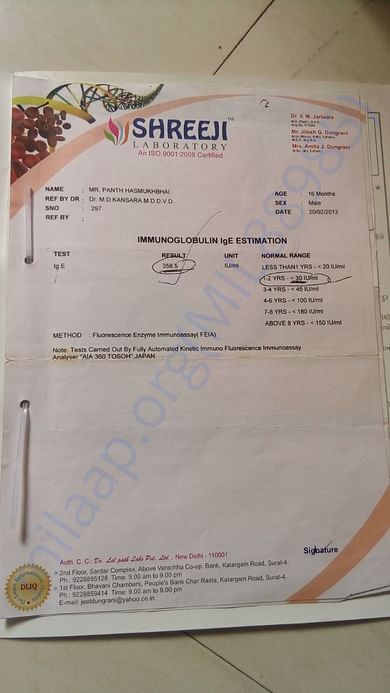 2
SHREEJI
LABORATORY
An ISO 9001:2008 Certified
Dr. V. M. Jariwala
Mr. Jitesh G. Dungrani
Mrs. Amita J. Dungrani
NAME : MR. PANTH HASMUKHBHAI
REF BY DR : Dr. M.D.KANSARA M.D.D.V.D.
SNO : 297
REF BY :
AGE : 16 Months
SEX : Male
DATE : 20/02/2013
IMMUNOGLOBULIN IgE ESTIMATION
TEST RESULT UNIT NORMAL RANGE
Ig E 358.5 IU/ml LESS THAN1 YRS - < 20 IU/ml
1-2 YRS - < 30 IU/ml
3-4 YRS - < 45 IU/ml
4-6 YRS - < 100 IU/ml
7-8 YRS - < 180 IU/ml
ABOVE 8 YRS - < 150 IU/ml
METHOD : Fluorescence Enzyme Immunoassay (FEIA)
Note: Tests Carried Out By Fully Automated Kinetic Immuno Fluorescence Immunoassay
Analyser "AIA 360 TOSOH",JAPAN.
Signature
Auth. C. C.: Dr. Lal path Labs Pvt. Ltd., New Delhi - 110001
2nd Floor, Sardar Complex, Above Varachha Co-op. Bank, Katargam Road, Surat-4.
Ph.: 9228895128 Time: 9.00 am to 9.00 pm
1st Floor, Bhavani Chambers, People's Bank Char Rasta, Katargam Road, Surat-4.
Ph.: 9228859414 Time: 9.00 am to 9.00 pm
E-mail: jeetdungrani@yahoo.co.in
DLIQ